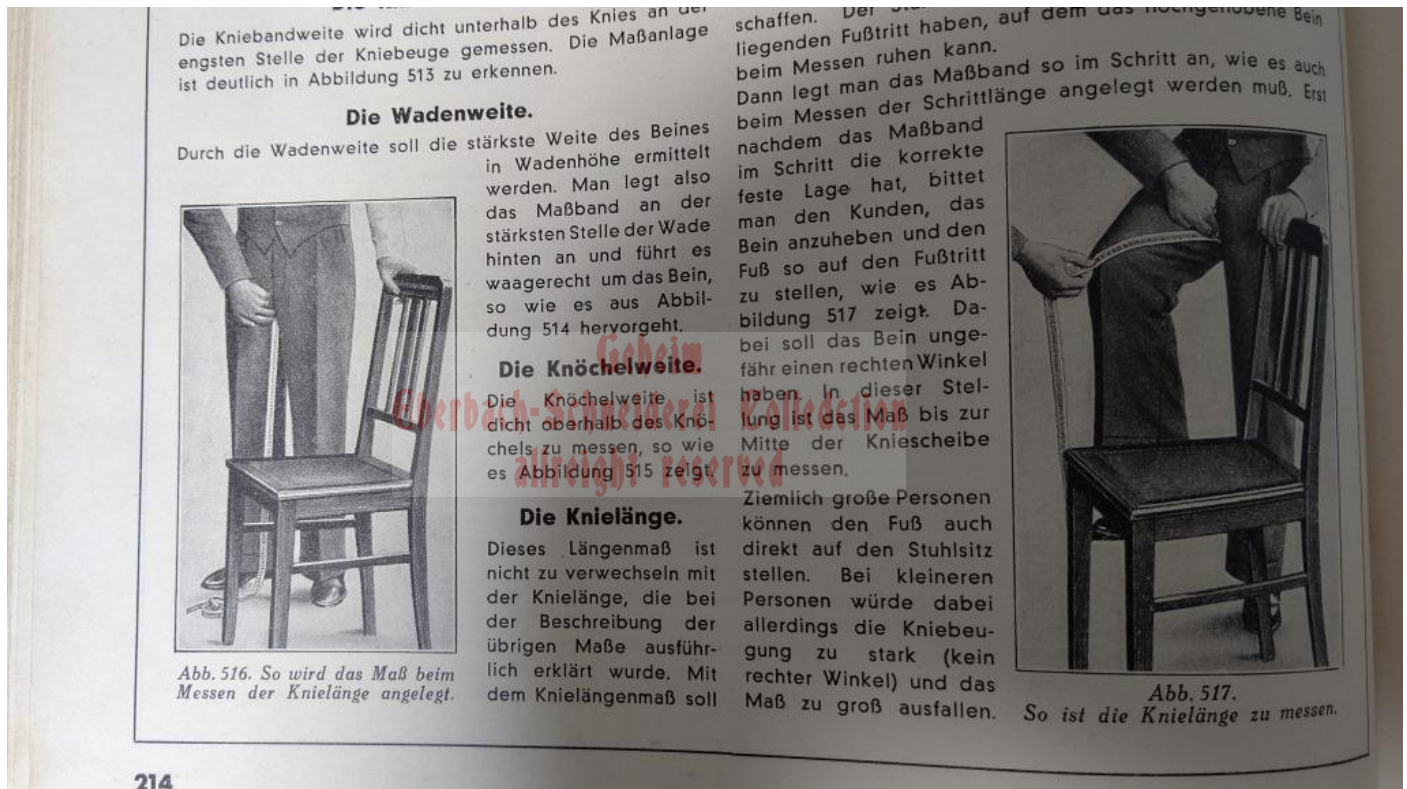 Die Kniebandweite wird dicht unterhalb des Knies an der
engsten Stelle der Kniebeuge gemessen. Die Maßanlage
ist deutlich in Abbildung 513 zu erkennen.
Die Wadenweite.
Durch die Wadenweite soll die stärkste Weite des Beines
in Wadenhöhe ermittelt
werden. Man legt also
das Maßband an der
stärksten Stelle der Wade
hinten an und führt es
waagerecht um das Bein,
so wie es aus Abbil-
dung 514 hervorgeht.
Die Knöchelweite.
Die Knöchelweite ist
dicht oberhalb des Knö-
chels zu messen, so wie
es Abbildung 515 zeigt.
Die Knielänge.
Dieses Längenmaß ist
nicht zu verwechseln mit
der Knielänge, die bei
der Beschreibung der
übrigen Maße ausführ-
lich erklärt wurde. Mit
dem Knielängenmaß soll
Abb. 516. So wird das Maß beim
Messen der Knielänge angelegt.
schaffen. Der
liegenden Fußtritt haben, auf dem das hochgehobene Bein
beim Messen ruhen kann.
Dann legt man das Maßband so im Schritt an, wie es auch
beim Messen der Schrittlänge angelegt werden muß. Erst
nachdem das Maßband
im Schritt die korrekte
feste Lage hat, bittet
man den Kunden, das
Bein anzuheben und den
Fuß so auf den Fußtritt
zu stellen, wie es Ab-
bildung 517 zeigt. Da-
bei soll das Bein unge-
fähr einen rechten Winkel
haben. In dieser Stel-
lung ist das Maß bis zur
Mitte der Kniescheibe
zu messen.
Ziemlich große Personen
können den Fuß auch
direkt auf den Stuhlsitz
stellen. Bei kleineren
Personen würde dabei
allerdings die Kniebeu-
gung zu stark (kein
rechter Winkel) und das
Maß zu groß ausfallen.
Abb. 517.
So ist die Knielänge zu messen.
214
Geheim
Eberbach-Schneiderei Kolledction
allreight reserved